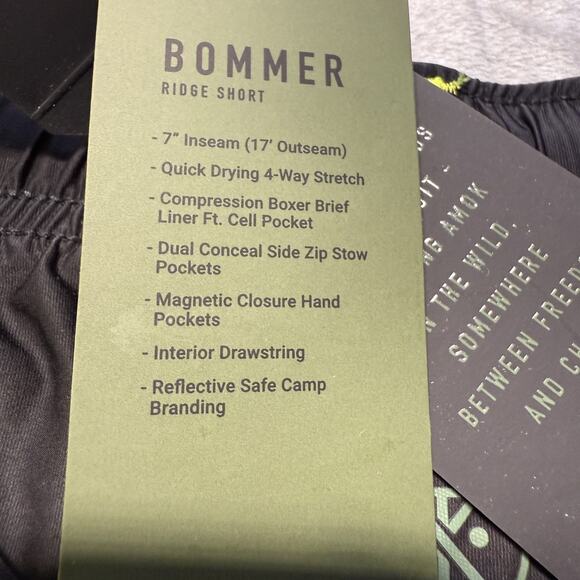 BOMMER
RIDGE SHORT
- 7" Inseam (17' Outseam)
- Quick Drying 4-Way Stretch
- Compression Boxer Brief
Liner Ft. Cell Pocket
- Dual Conceal Side Zip Stow
Pockets
- Magnetic Closure Hand
Pockets
- Interior Drawstring
- Reflective Safe Camp
Branding
AMOK
THE WILD,
SOMEWHERE
BETWEEN
AND